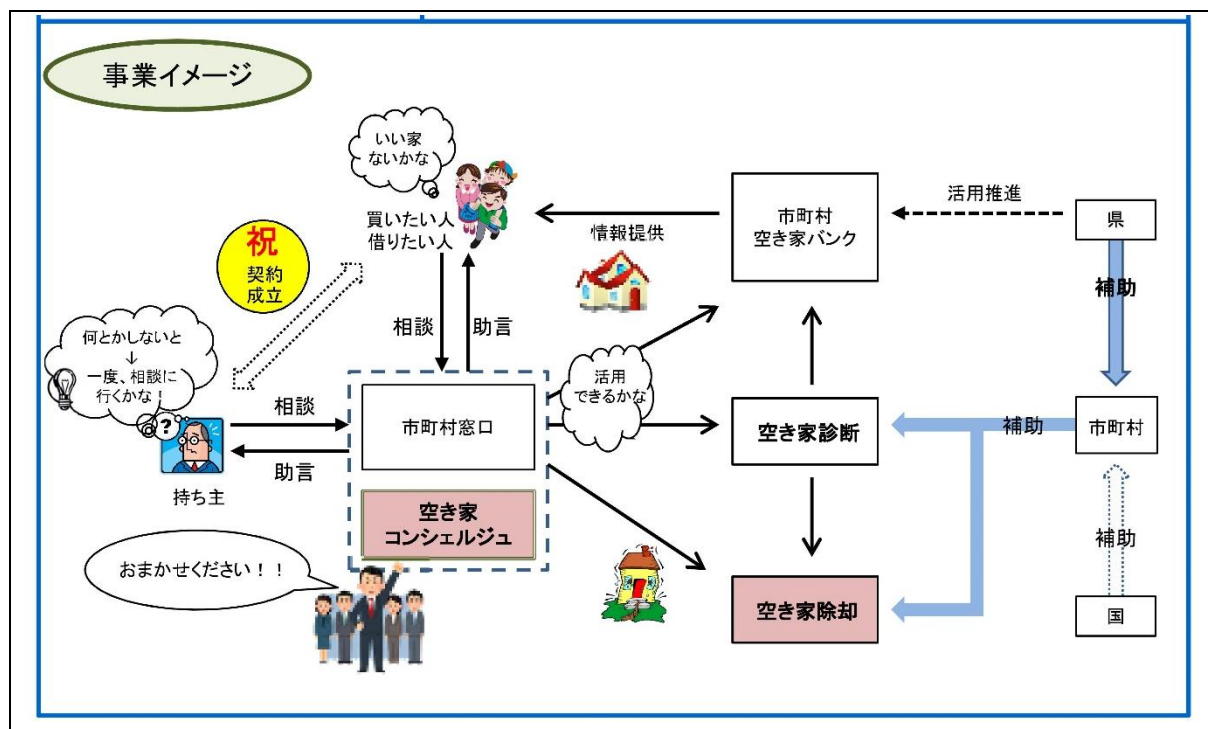 事業イメージ
いい家
ないかな
買いたい人
借りたい人
祝
契約
成立
何とかしないと
↓
一度、相談に
行くかな！
?
持ち主
相談
助言
相談
助言
市町村窓口
空き家
コンシェルジュ
おまかせください！！
情報提供
活用
できるかな
市町村
空き家バンク
空き家診断
空き家除却
活用推進
県
補助
市町村
補助
補助
国